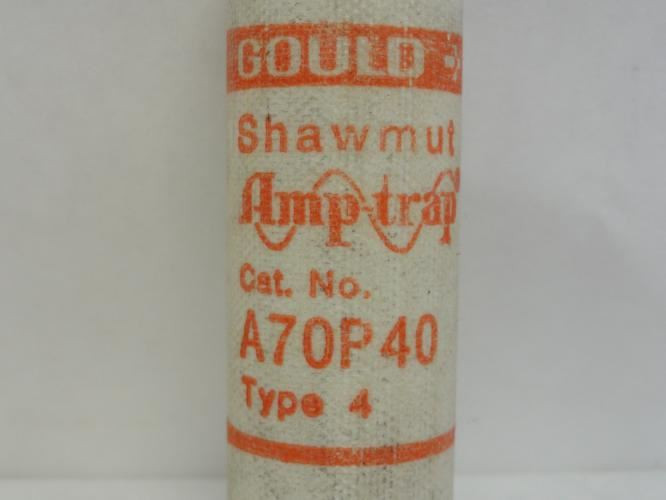 GOULD
Shawmut
Amp-trap
Cat. No.
A70P40
Type 4